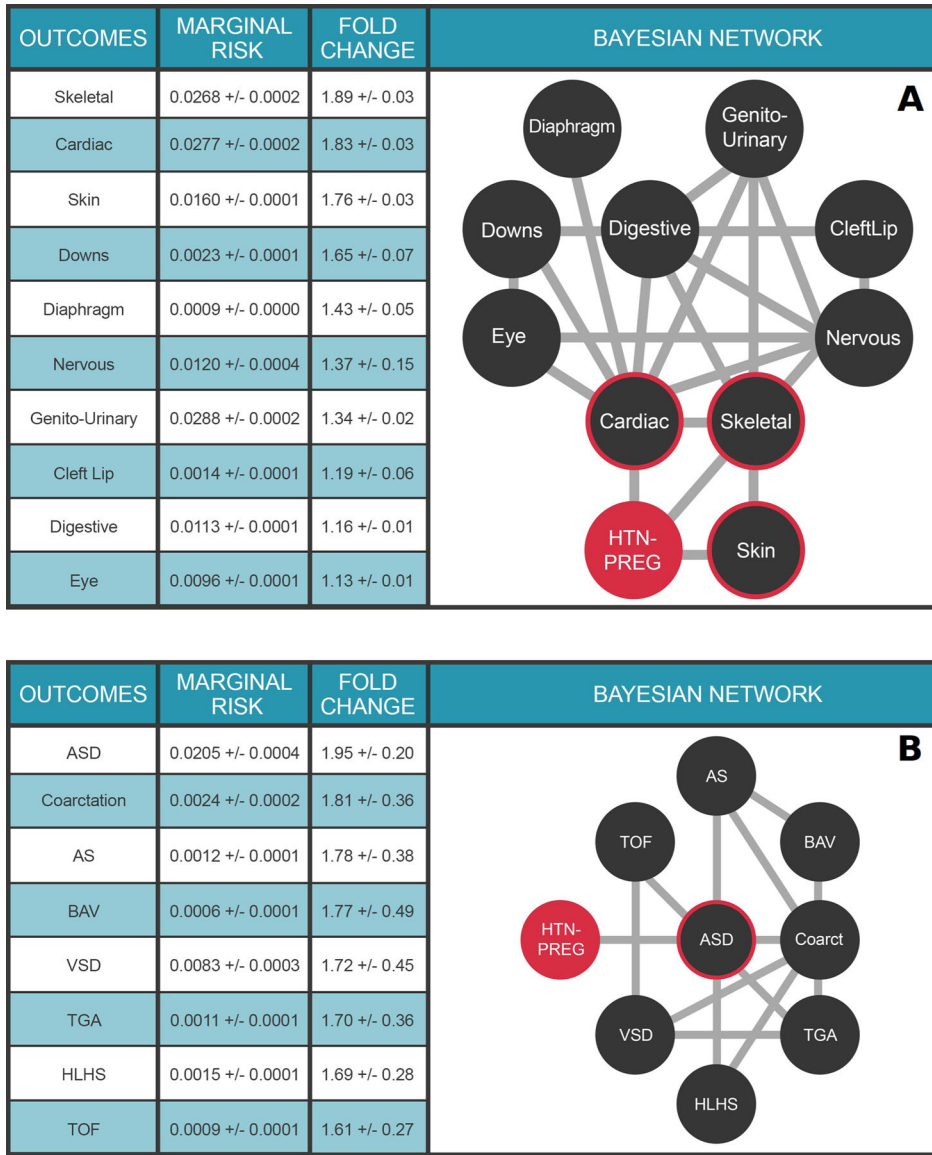 OUTCOMES MARGINAL RISK FOLD CHANGE BAYESIAN NETWORK
Skeletal 0.0268 +/- 0.0002 1.89 +/- 0.03
Cardiac 0.0277 +/- 0.0002 1.83 +/- 0.03
Skin 0.0160 +/- 0.0001 1.76 +/- 0.03
Downs 0.0023 +/- 0.0001 1.65 +/- 0.07
Diaphragm 0.0009 +/- 0.0000 1.43 +/- 0.05
Nervous 0.0120 +/- 0.0004 1.37 +/- 0.15
Genito-Urinary 0.0288 +/- 0.0002 1.34 +/- 0.02
Cleft Lip 0.0014 +/- 0.0001 1.19 +/- 0.06
Digestive 0.0113 +/- 0.0001 1.16 +/- 0.01
Eye 0.0096 +/- 0.0001 1.13 +/- 0.01
A
Diaphragm
Genito-
Urinary
Downs
Digestive
CleftLip
Eye
Nervous
Cardiac
Skeletal
HTN-
PREG
Skin
OUTCOMES MARGINAL RISK FOLD CHANGE BAYESIAN NETWORK
ASD 0.0205 +/- 0.0004 1.95 +/- 0.20
Coarctation 0.0024 +/- 0.0002 1.81 +/- 0.36
AS 0.0012 +/- 0.0001 1.78 +/- 0.38
BAV 0.0006 +/- 0.0001 1.77 +/- 0.49
VSD 0.0083 +/- 0.0003 1.72 +/- 0.45
TGA 0.0011 +/- 0.0001 1.70 +/- 0.36
HLHS 0.0015 +/- 0.0001 1.69 +/- 0.28
TOF 0.0009 +/- 0.0001 1.61 +/- 0.27
B
AS
TOF
BAV
HTN-
PREG
ASD
Coarct
VSD
TGA
HLHS